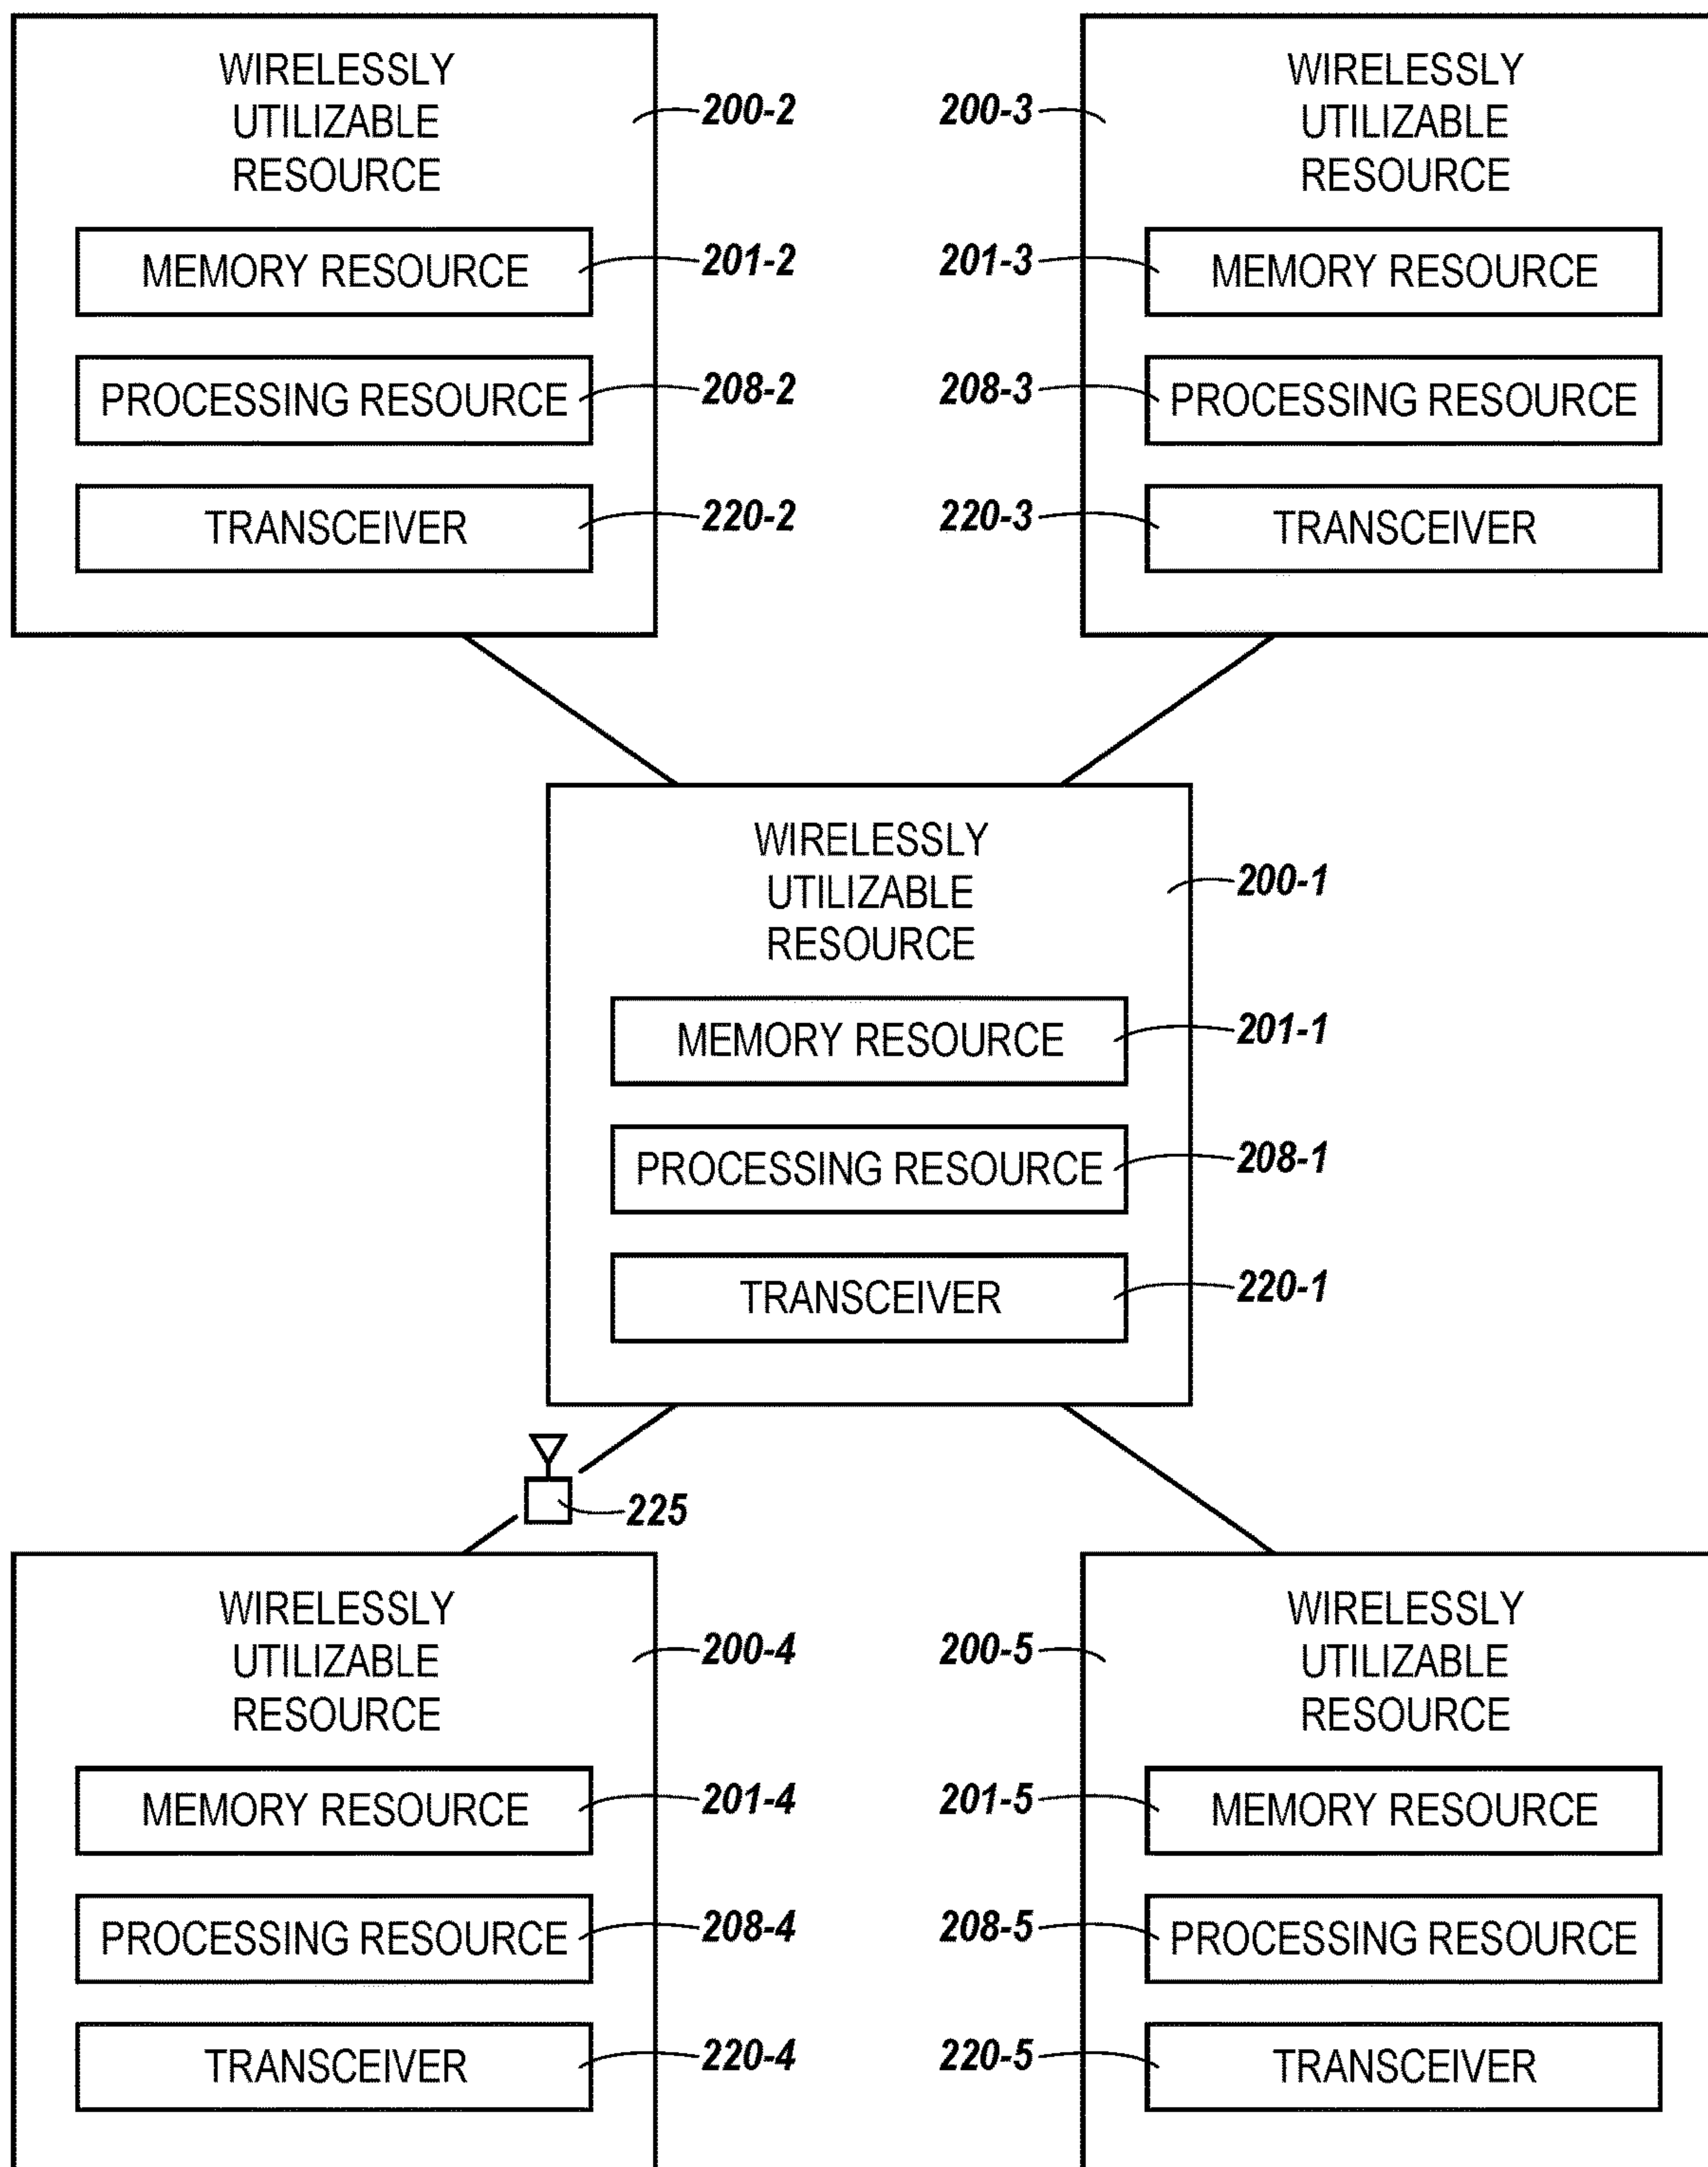 WIRELESSLY
UTILIZABLE
RESOURCE
200-2
MEMORY RESOURCE
201-2
PROCESSING RESOURCE
208-2
TRANSCEIVER
220-2
WIRELESSLY
UTILIZABLE
RESOURCE
200-3
MEMORY RESOURCE
201-3
PROCESSING RESOURCE
208-3
TRANSCEIVER
220-3
WIRELESSLY
UTILIZABLE
RESOURCE
200-1
MEMORY RESOURCE
201-1
PROCESSING RESOURCE
208-1
TRANSCEIVER
220-1
225
WIRELESSLY
UTILIZABLE
RESOURCE
200-4
MEMORY RESOURCE
201-4
PROCESSING RESOURCE
208-4
TRANSCEIVER
220-4
WIRELESSLY
UTILIZABLE
RESOURCE
200-5
MEMORY RESOURCE
201-5
PROCESSING RESOURCE
208-5
TRANSCEIVER
220-5